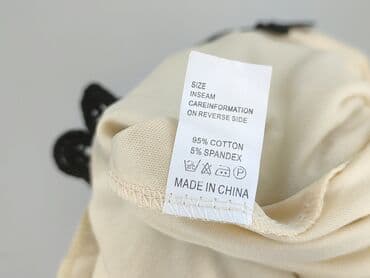 SIZE
INSEAM
CAREINFORMATION
ON REVERSE SIDE
95% COTTON
5% SPANDEX
MADE IN CHINA